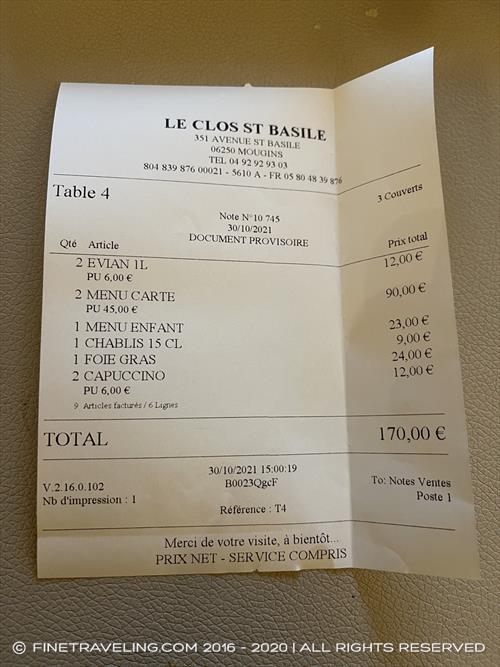 LE CLOS ST BASILE
351 AVENUE ST BASILE
06250 MOUGINS
TEL 04 92 92 93 03
804 839 876 00021 - 5610 A - FR 05 80 48 39 876
Table 4 3 Couverts
Note N°10 745
30/10/2021
DOCUMENT PROVISOIRE
Qté Article Prix total
2 EVIAN 1L 12,00 €
PU 6,00 €
2 MENU CARTE 90,00 €
PU 45,00 €
1 MENU ENFANT 23,00 €
1 CHABLIS 15 CL 9,00 €
1 FOIE GRAS 24,00 €
2 CAPUCCINO 12,00 €
PU 6,00 €
9 Articles facturés / 6 Lignes
TOTAL 170,00 €
30/10/2021 15:00:19
V.2.16.0.102 B0023QgcF To: Notes Ventes
Nb d'impression : 1 Poste 1
Référence : T4
Merci de votre visite, à bientôt...
PRIX NET - SERVICE COMPRIS
© FINETRAVELING.COM 2016 - 2020 | ALL RIGHTS RESERVED